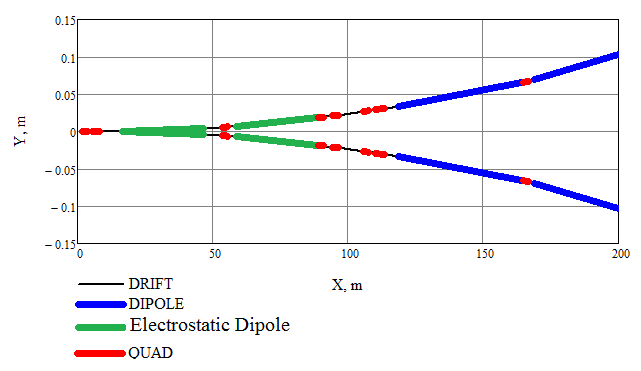 0.15
0.1
0.05
0
− 0.05
− 0.1
− 0.15
Y, m
0 50 100 150 200
X, m
DRIFT
DIPOLE
Electrostatic Dipole
QUAD